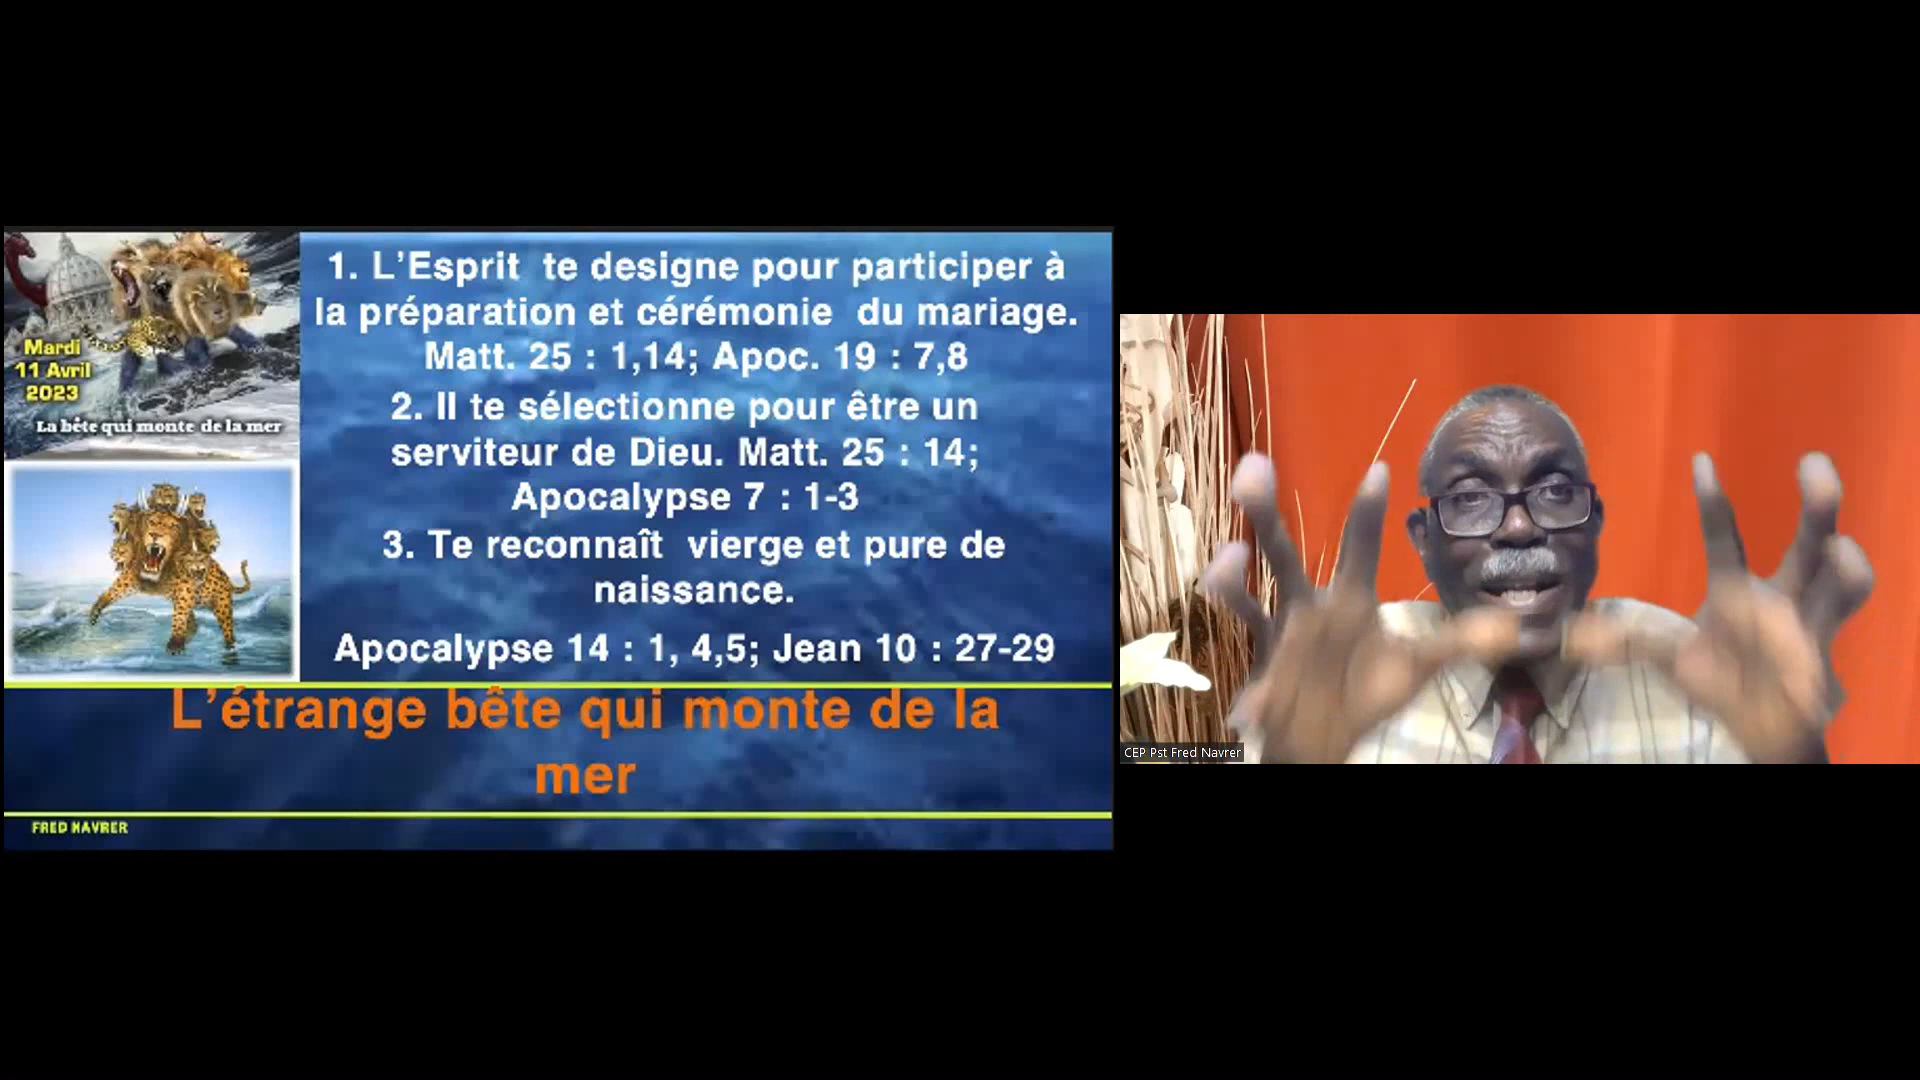 Mardi
11 Avril
2023
La bête qui monte de la mer
1. L'Esprit te designe pour participer à
la préparation et cérémonie du mariage.
Matt. 25 : 1,14; Apoc. 19 : 7,8
2. Il te sélectionne pour être un
serviteur de Dieu. Matt. 25 : 14;
Apocalypse 7 : 1-3
3. Te reconnaît vierge et pure de
naissance.
Apocalypse 14 : 1, 4,5; Jean 10 : 27-29
L'étrange bête qui monte de la
mer
FRED NAVRER
CEP Pst Fred Navrer